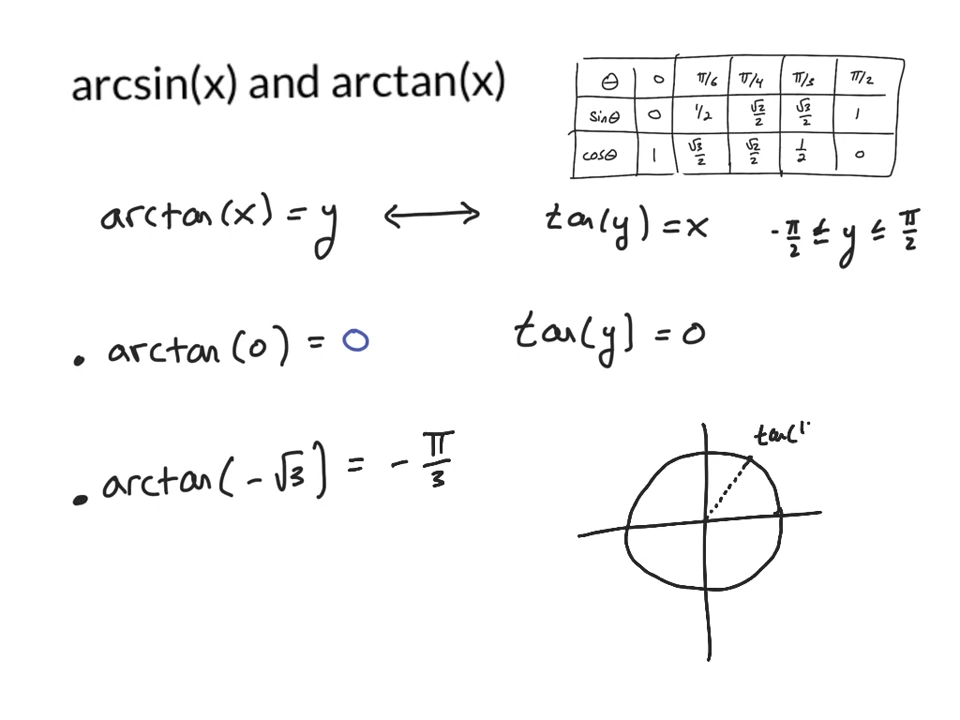 arcsin(x) and arctan(x)
θ 0 π/6 π/4 π/3 π/2
sinθ 0 1/2 √2/2 √3/2 1
cosθ 1 √3/2 √2/2 1/2 0
arctan(x) = y ⟷ tan(y) = x -π/2 ≤ y ≤ π/2
• arctan(0) = 0 tan(y) = 0
• arctan(-√3) = -π/3
tan(